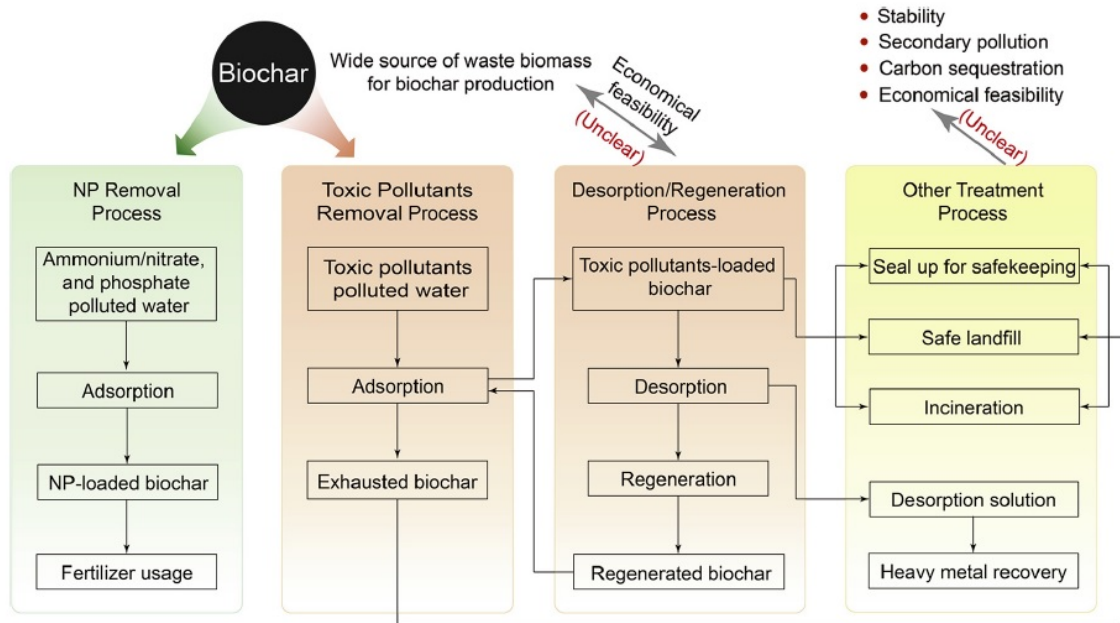 Biochar
Wide source of waste biomass
for biochar production
Economical
feasibility
(Unclear)
• Stability
• Secondary pollution
• Carbon sequestration
• Economical feasibility
(Unclear)
NP Removal
Process
Ammonium/nitrate,
and phosphate
polluted water
Adsorption
NP-loaded biochar
Fertilizer usage
Toxic Pollutants
Removal Process
Toxic pollutants
polluted water
Adsorption
Exhausted biochar
Desorption/Regeneration
Process
Toxic pollutants-loaded
biochar
Desorption
Regeneration
Regenerated biochar
Other Treatment
Process
Seal up for safekeeping
Safe landfill
Incineration
Desorption solution
Heavy metal recovery